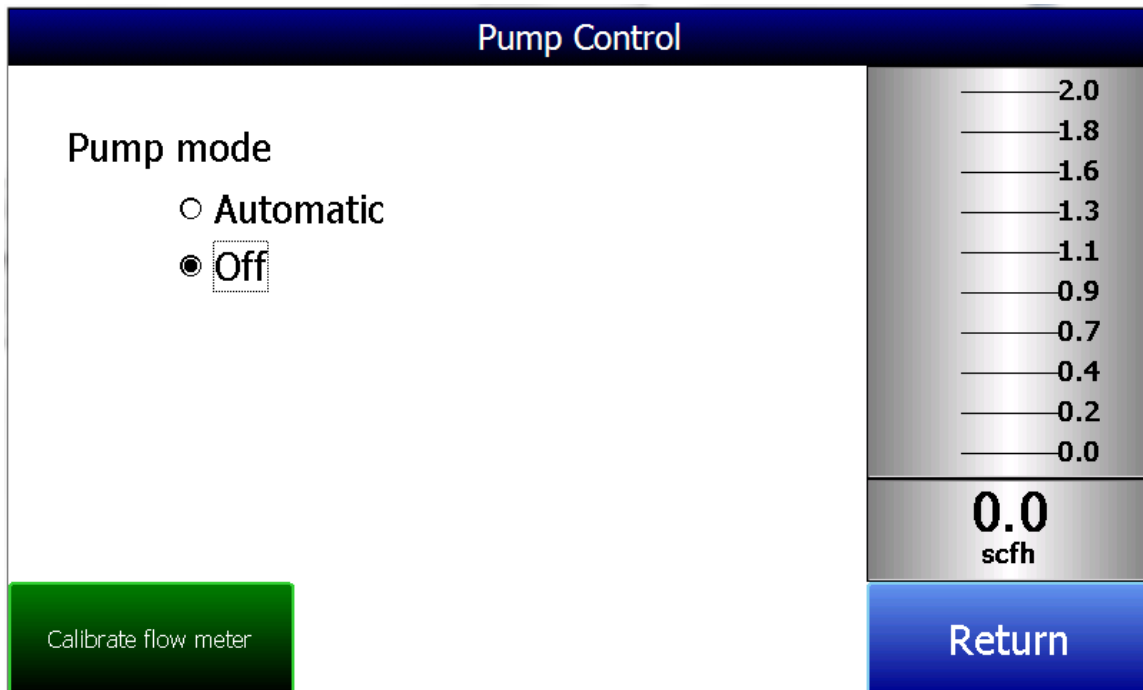 Pump Control
Pump mode
Automatic
Off
2.0
1.8
1.6
1.3
1.1
0.9
0.7
0.4
0.2
0.0
0.0
scfh
Calibrate flow meter
Return